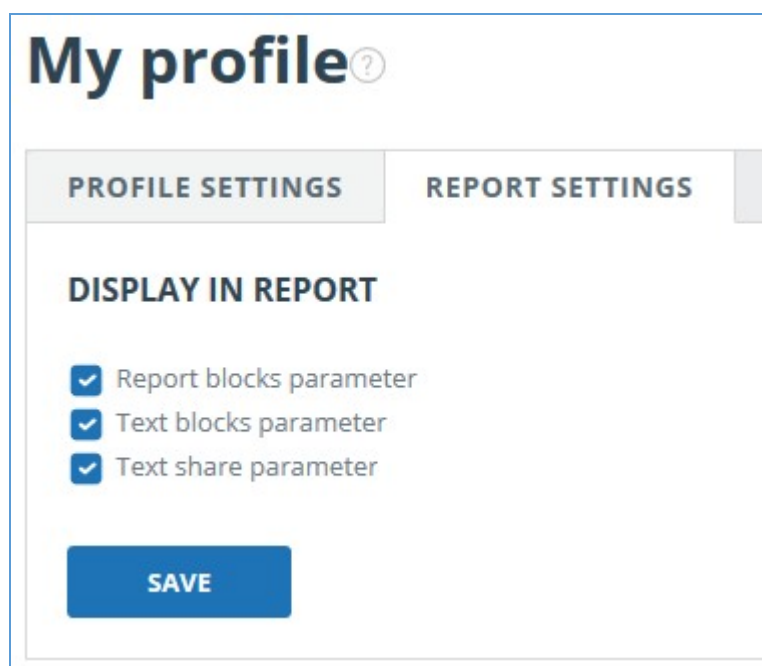 My profile ?
PROFILE SETTINGS REPORT SETTINGS
DISPLAY IN REPORT
Report blocks parameter
Text blocks parameter
Text share parameter
SAVE